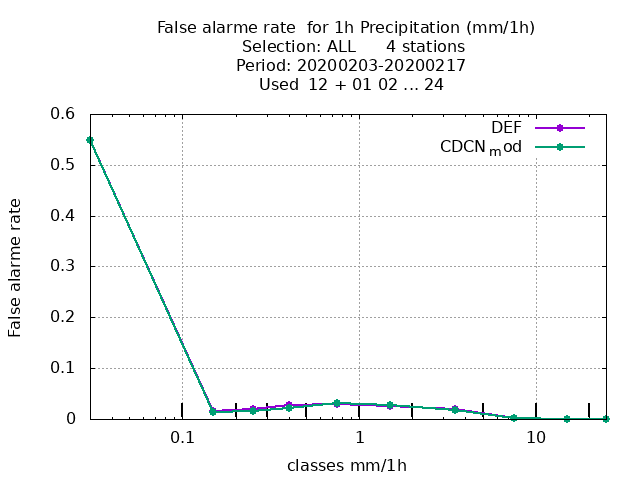 False alarme rate  for 1h Precipitation (mm/1h)
Selection: ALL      4 stations
Period: 20200203-20200217
Used  12 + 01 02 ... 24
DEF
CDCNmod
0.6
0.5
0.4
0.3
0.2
0.1
0
False alarme rate
0.1
1
10
classes mm/1h